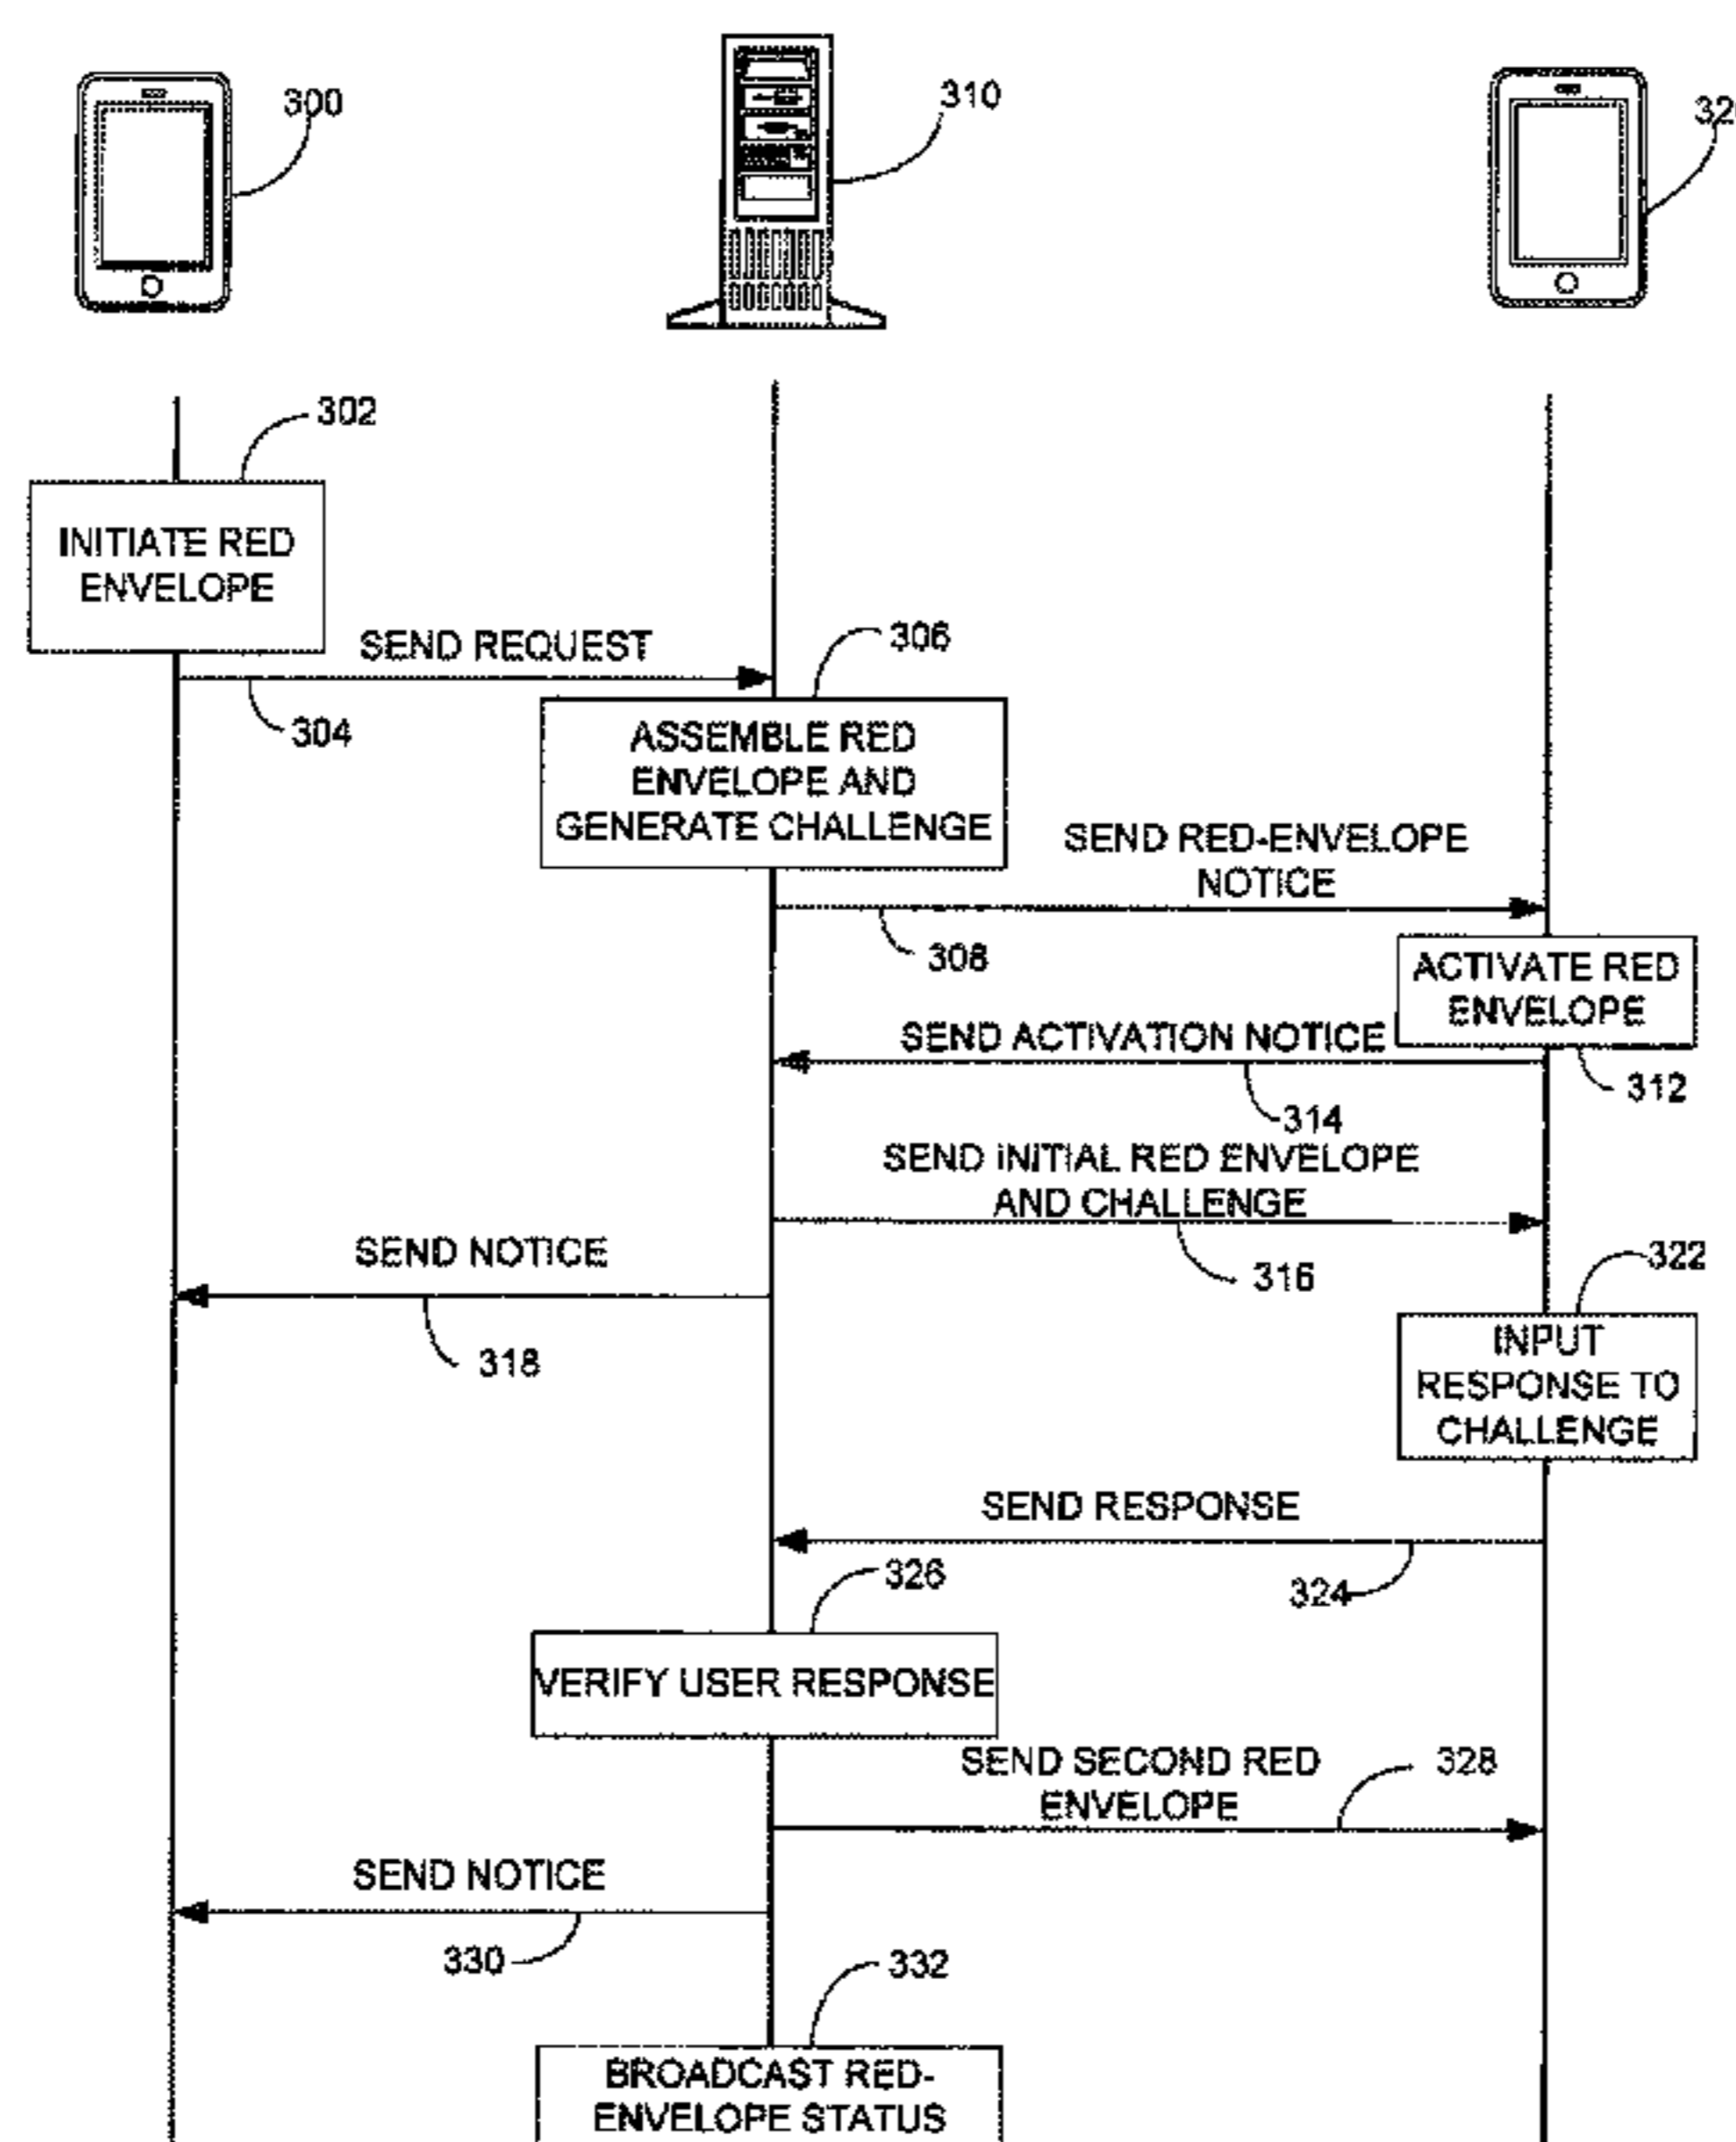 300
310
32
302
INITIATE RED
ENVELOPE
SEND REQUEST
304
306
ASSEMBLE RED
ENVELOPE AND
GENERATE CHALLENGE
SEND RED-ENVELOPE
NOTICE
308
ACTIVATE RED
ENVELOPE
312
SEND ACTIVATION NOTICE
314
SEND INITIAL RED ENVELOPE
AND CHALLENGE
316
SEND NOTICE
318
322
INPUT
RESPONSE TO
CHALLENGE
SEND RESPONSE
324
326
VERIFY USER RESPONSE
SEND SECOND RED
ENVELOPE
328
SEND NOTICE
330
332
BROADCAST RED-
ENVELOPE STATUS